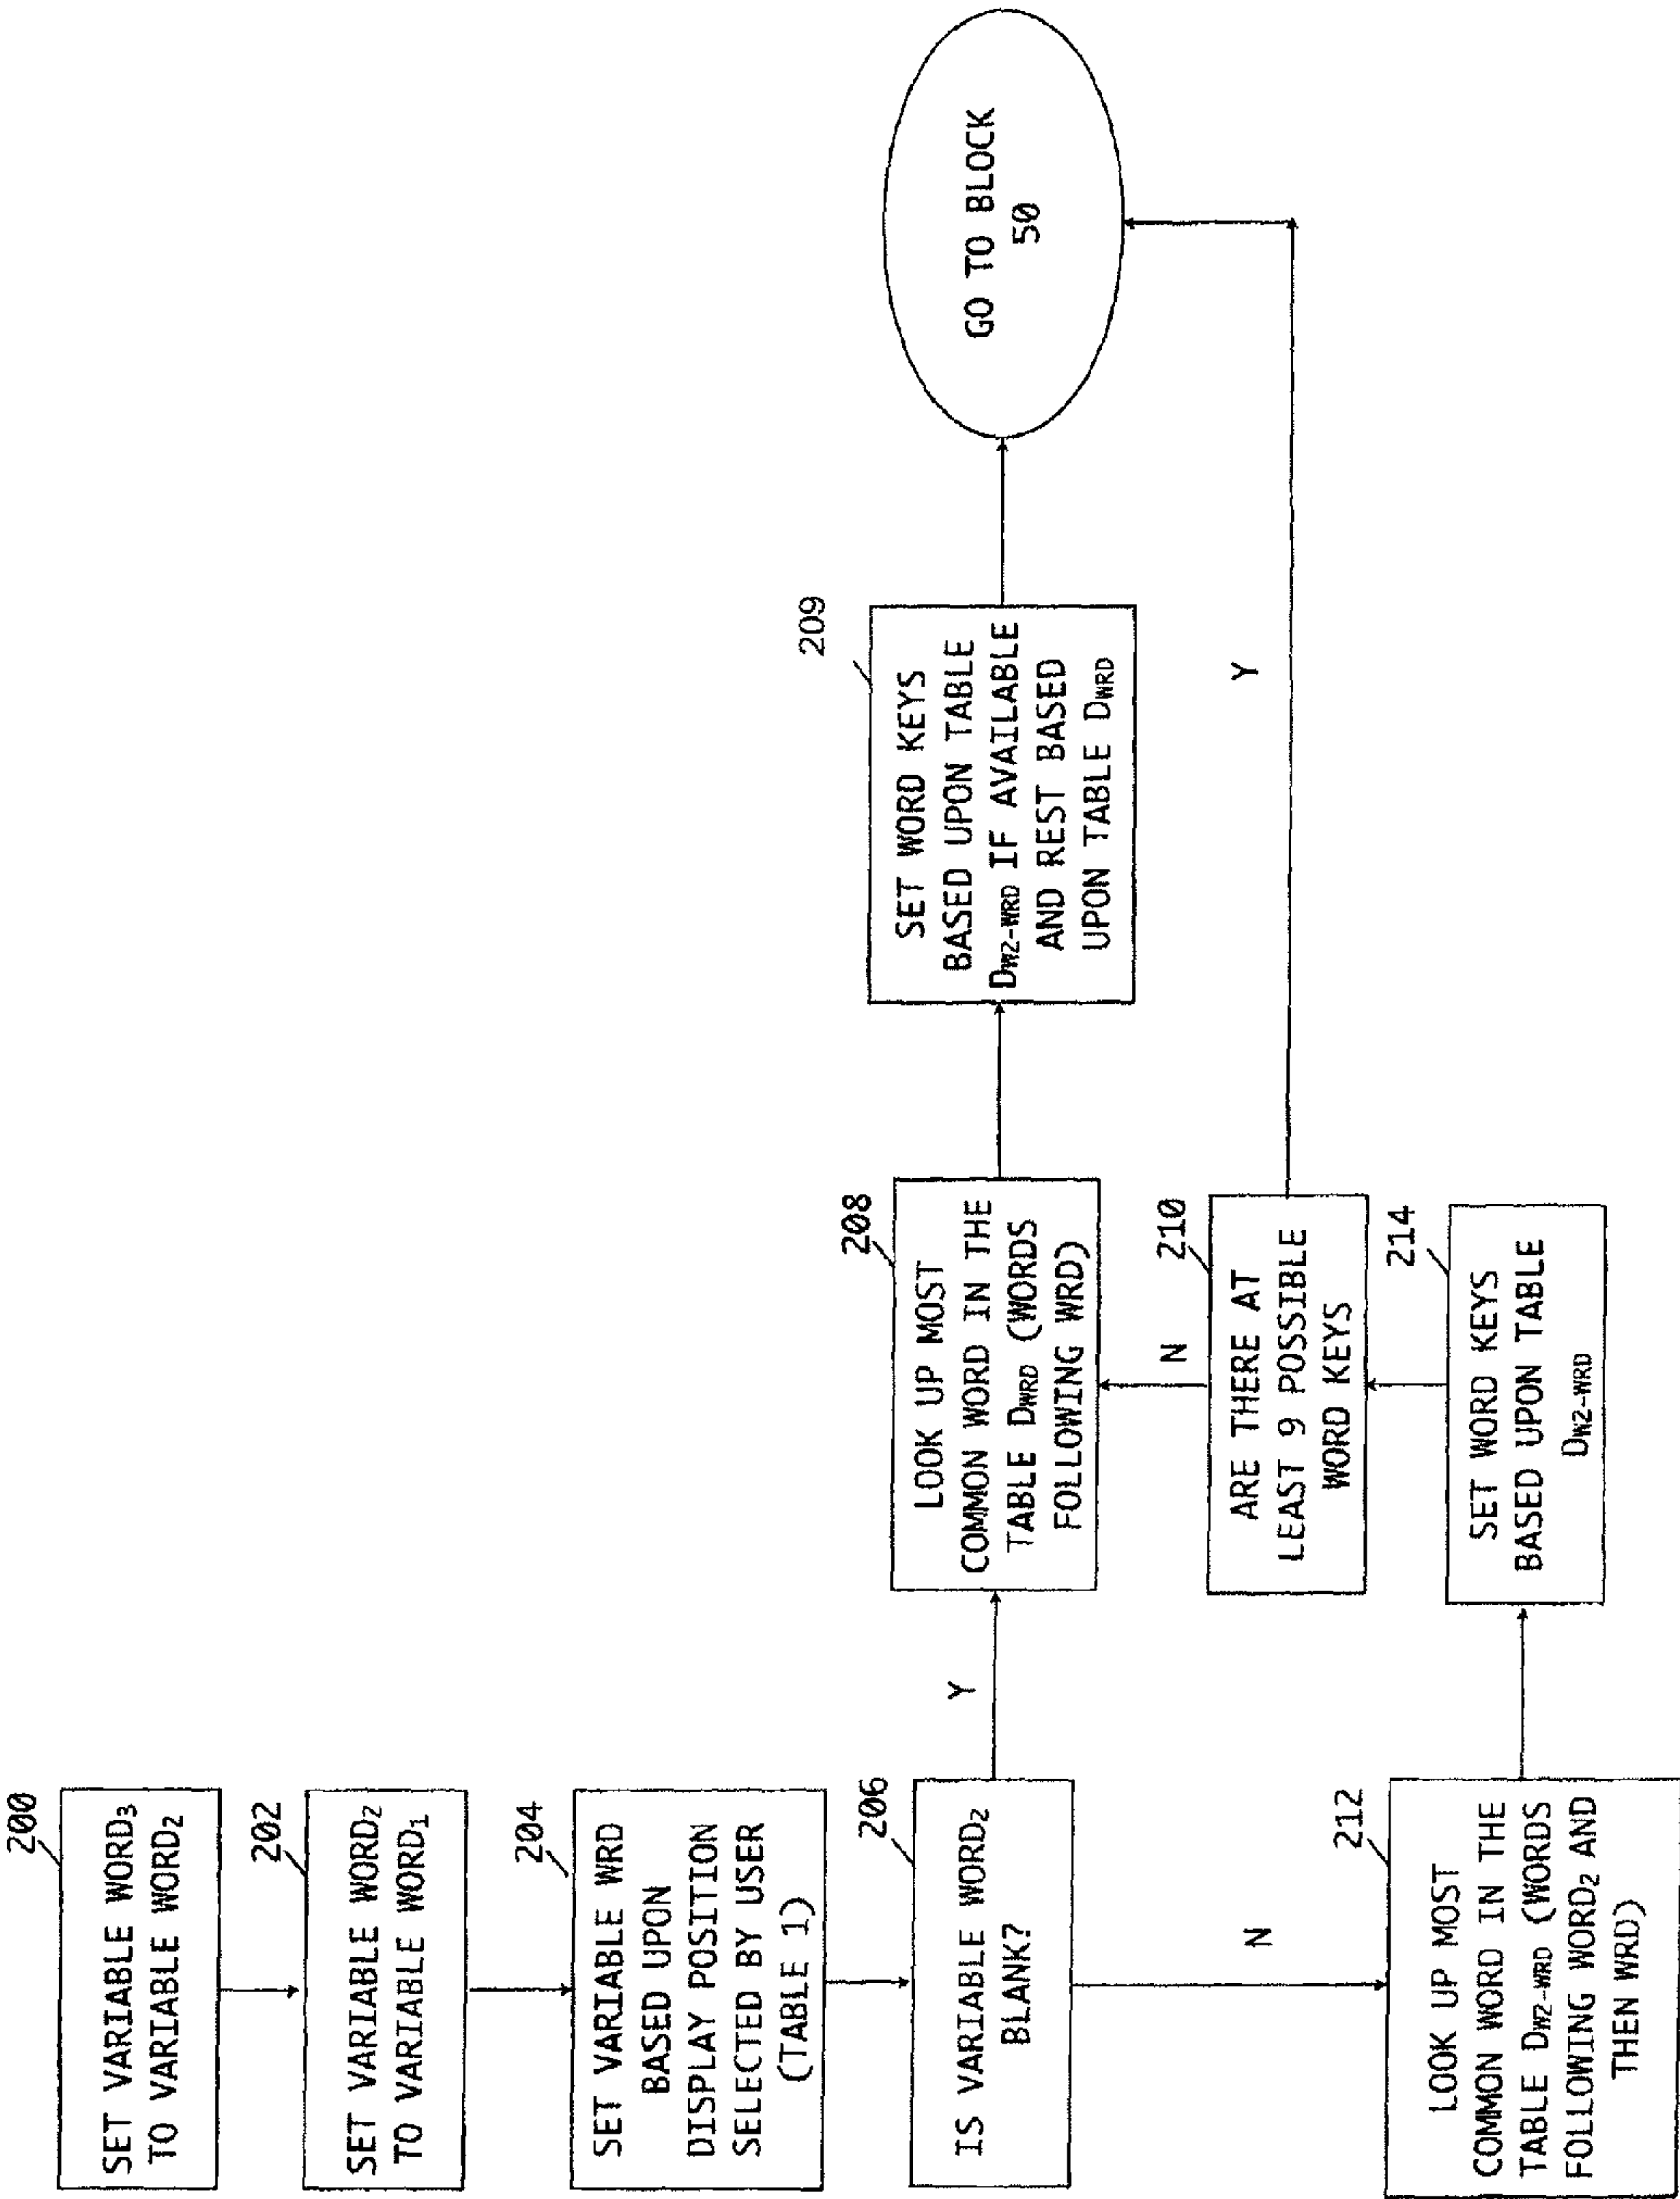 200
SET VARIABLE WORD₃
TO VARIABLE WORD₂
202
SET VARIABLE WORD₂
TO VARIABLE WORD₁
204
SET VARIABLE WRD
BASED UPON
DISPLAY POSITION
SELECTED BY USER
(TABLE 1)
206
IS VARIABLE WORD₂
BLANK?
Y
N
208
LOOK UP MOST
COMMON WORD IN THE
TABLE DWRD (WORDS
FOLLOWING WRD)
209
SET WORD KEYS
BASED UPON TABLE
DW2-WRD IF AVAILABLE
AND REST BASED
UPON TABLE DWRD
GO TO BLOCK
50
212
LOOK UP MOST
COMMON WORD IN THE
TABLE DW2-WRD (WORDS
FOLLOWING WORD₂ AND
THEN WRD)
214
SET WORD KEYS
BASED UPON TABLE
DW2-WRD
210
ARE THERE AT
LEAST 9 POSSIBLE
WORD KEYS
N
Y